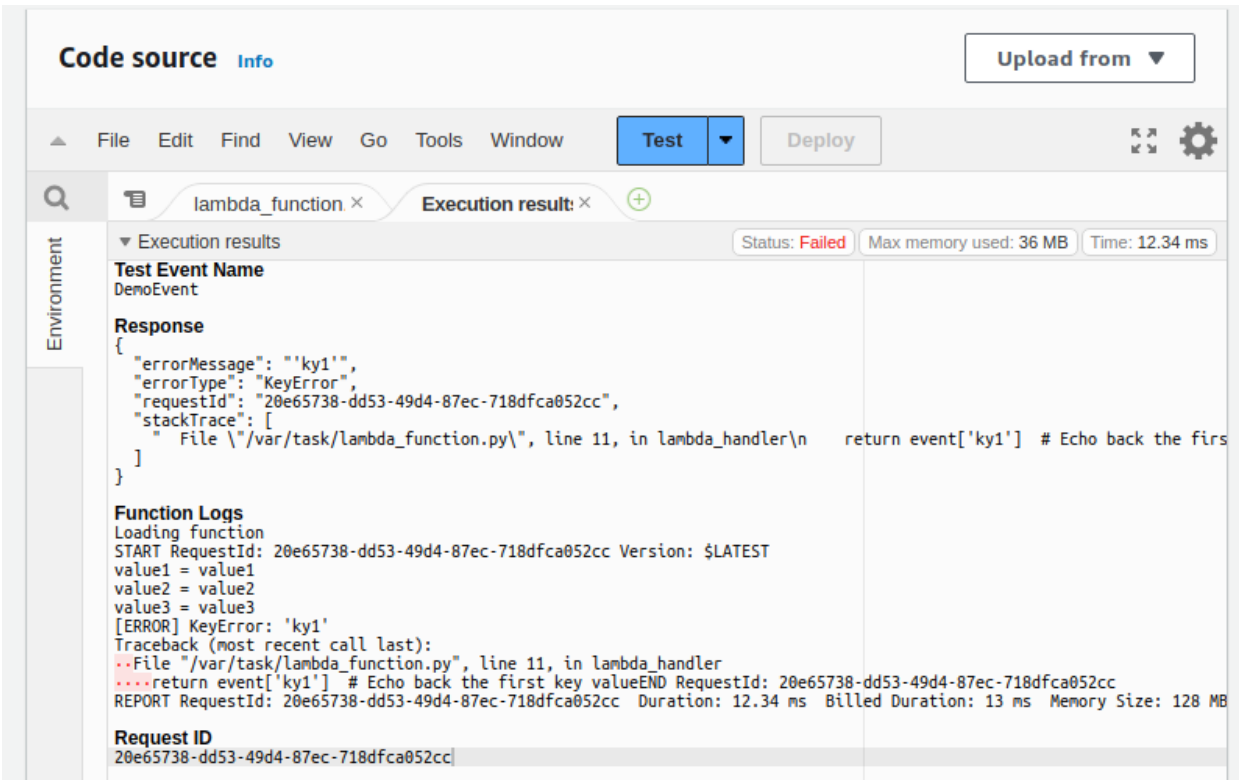 Code source Info Upload from
File Edit Find View Go Tools Window Test Deploy
lambda_function. Execution results
Environment
Execution results Status: Failed Max memory used: 36 MB Time: 12.34 ms
Test Event Name
DemoEvent
Response
{
  "errorMessage": "'ky1'",
  "errorType": "KeyError",
  "requestId": "20e65738-dd53-49d4-87ec-718dfca052cc",
  "stackTrace": [
    "  File \"/var/task/lambda_function.py\", line 11, in lambda_handler\n    return event['ky1']  # Echo back the firs
  ]
}
Function Logs
Loading function
START RequestId: 20e65738-dd53-49d4-87ec-718dfca052cc Version: $LATEST
value1 = value1
value2 = value2
value3 = value3
[ERROR] KeyError: 'ky1'
Traceback (most recent call last):
··File "/var/task/lambda_function.py", line 11, in lambda_handler
····return event['ky1']  # Echo back the first key valueEND RequestId: 20e65738-dd53-49d4-87ec-718dfca052cc
REPORT RequestId: 20e65738-dd53-49d4-87ec-718dfca052cc  Duration: 12.34 ms  Billed Duration: 13 ms  Memory Size: 128 MB
Request ID
20e65738-dd53-49d4-87ec-718dfca052cc